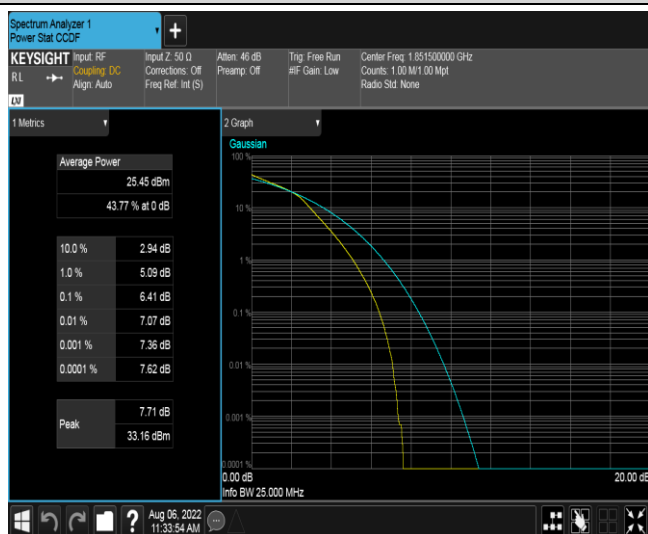 Spectrum Analyzer 1
Power Stat CCDF
KEYSIGHT
RL
LXI
Input: RF
Coupling: DC
Align: Auto
Input Z: 50 Ω
Corrections: Off
Freq Ref: Int (S)
Atten: 46 dB
Preamp: Off
Trig: Free Run
#IF Gain: Low
Center Freq: 1.851500000 GHz
Counts: 1.00 M/1.00 Mpt
Radio Std: None
1 Metrics
Average Power
25.45 dBm
43.77 % at 0 dB
10.0 % 2.94 dB
1.0 % 5.09 dB
0.1 % 6.41 dB
0.01 % 7.07 dB
0.001 % 7.36 dB
0.0001 % 7.62 dB
Peak
7.71 dB
33.16 dBm
2 Graph
Gaussian
100 %
10 %
1 %
0.1 %
0.01 %
0.001 %
0.0001 %
0.00 dB
20.00 dB
Info BW 25.000 MHz
?
Aug 06, 2022
11:33:54 AM